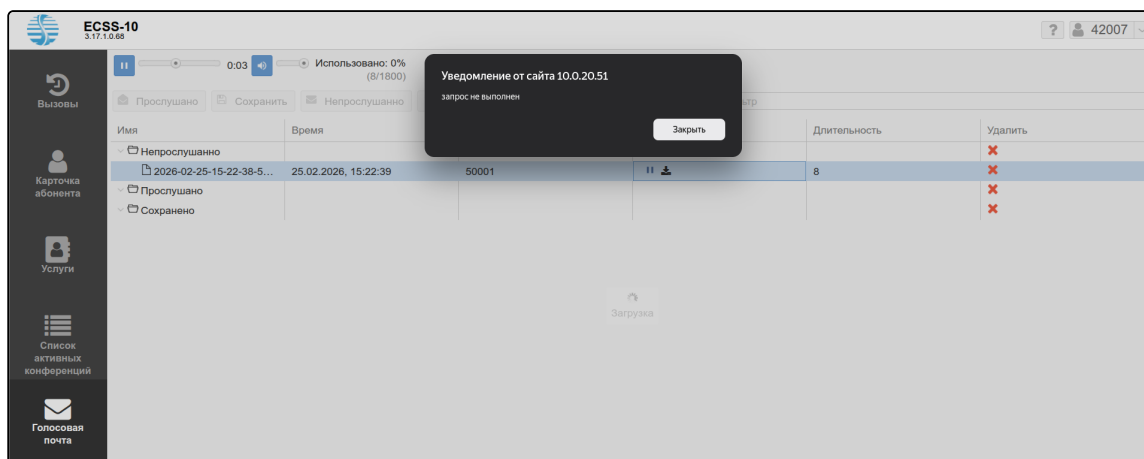 ECSS-10
3.17.1.0.68
?
42007
0:03
Использовано: 0%
(8/1800)
Уведомление от сайта 10.0.20.51
запрос не выполнен
Закрыть
Прослушано
Сохранить
Непрослушанно
Имя
Время
Длительность
Удалить
Непрослушанно
2026-02-25-15-22-38-5...
25.02.2026, 15:22:39
50001
8
Прослушано
Сохранено
Загрузка
Вызовы
Карточка
абонента
Услуги
Список
активных
конференций
Голосовая
почта